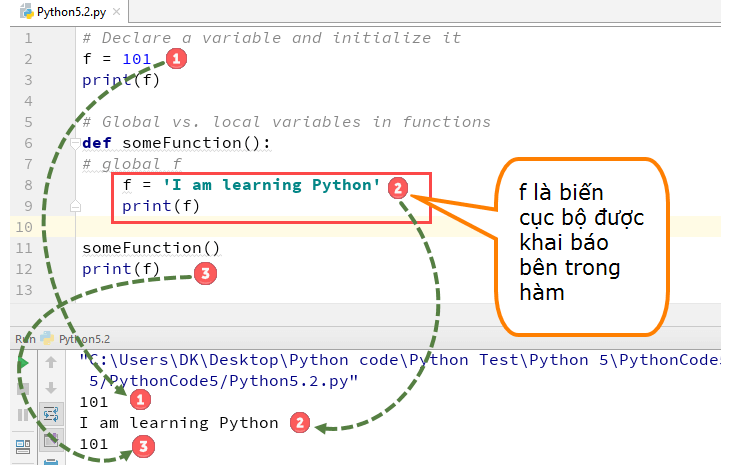 Python5.2.py
1 # Declare a variable and initialize it
2 f = 101 1
3 print(f)
4
5 # Global vs. local variables in functions
6 def someFunction():
7 # global f
8 f = 'I am learning Python' 2
9 print(f)
10
11 someFunction()
12 print(f) 3
13
f là biến
cục bộ được
khai báo
bên trong
hàm
Run Python5.2
"C:\Users\DK\Desktop\Python code\Python Test\Python 5\PythonCode5
5/PythonCode5/Python5.2.py"
101 1
I am learning Python 2
101 3